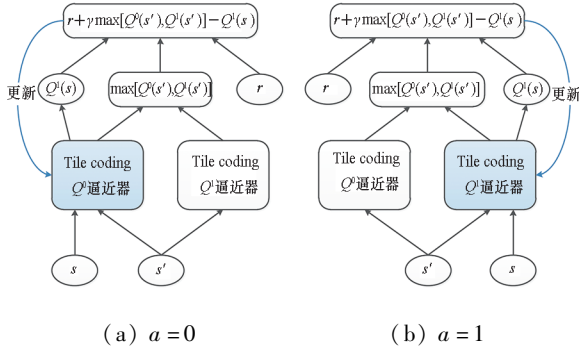 r+γmax[Q⁰(s′),Q¹(s′)]−Q¹(s)
Q¹(s)
max[Q⁰(s′),Q¹(s′)]
r
更新
Tile coding
Q⁰逼近器
Tile coding
Q¹逼近器
s
s′
(a) a=0
r+γmax[Q⁰(s′),Q¹(s′)]−Q¹(s)
r
max[Q⁰(s′),Q¹(s′)]
Q¹(s)
更新
Tile coding
Q⁰逼近器
Tile coding
Q¹逼近器
s′
s
(b) a=1